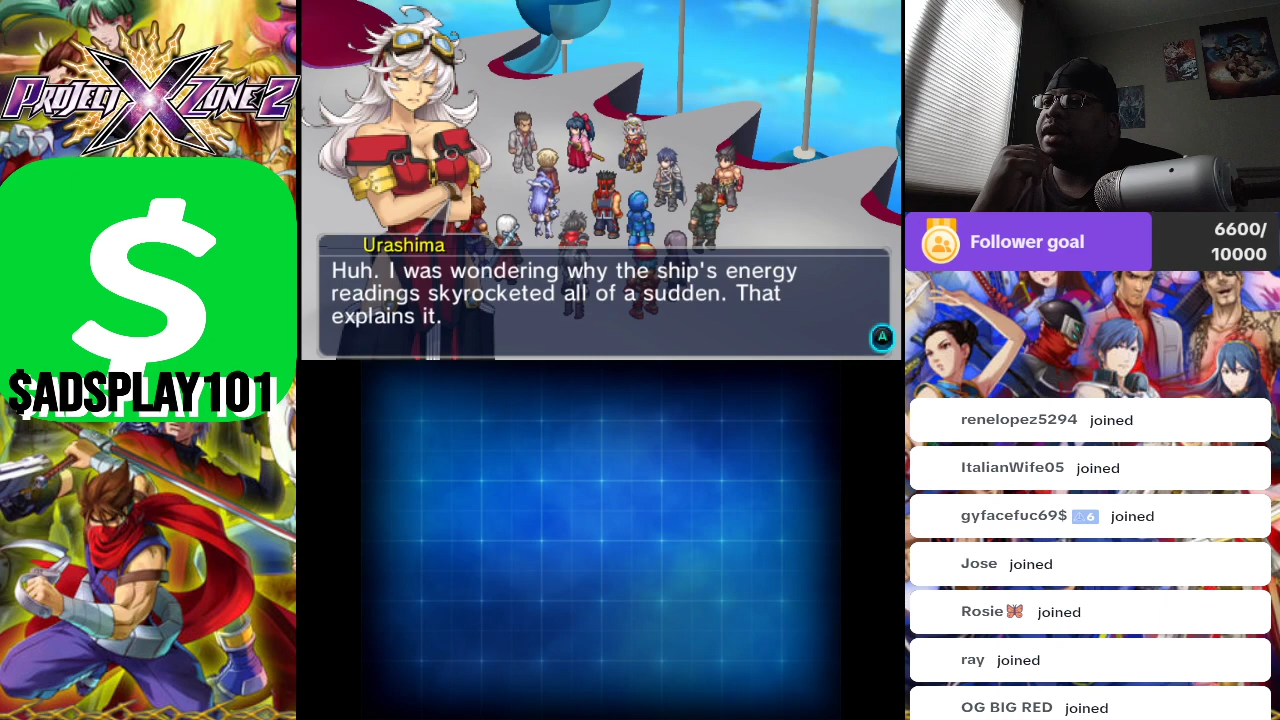 PROJECT X ZONE 2
$
$ADSPLAY101
Urashima
Huh. I was wondering why the ship's energy
readings skyrocketed all of a sudden. That
explains it.
A
Follower goal
6600/
10000
renelopez5294 joined
ItalianWife05 joined
gyfacefuc69$ 6 joined
Jose joined
Rosie joined
ray joined
OG BIG RED joined